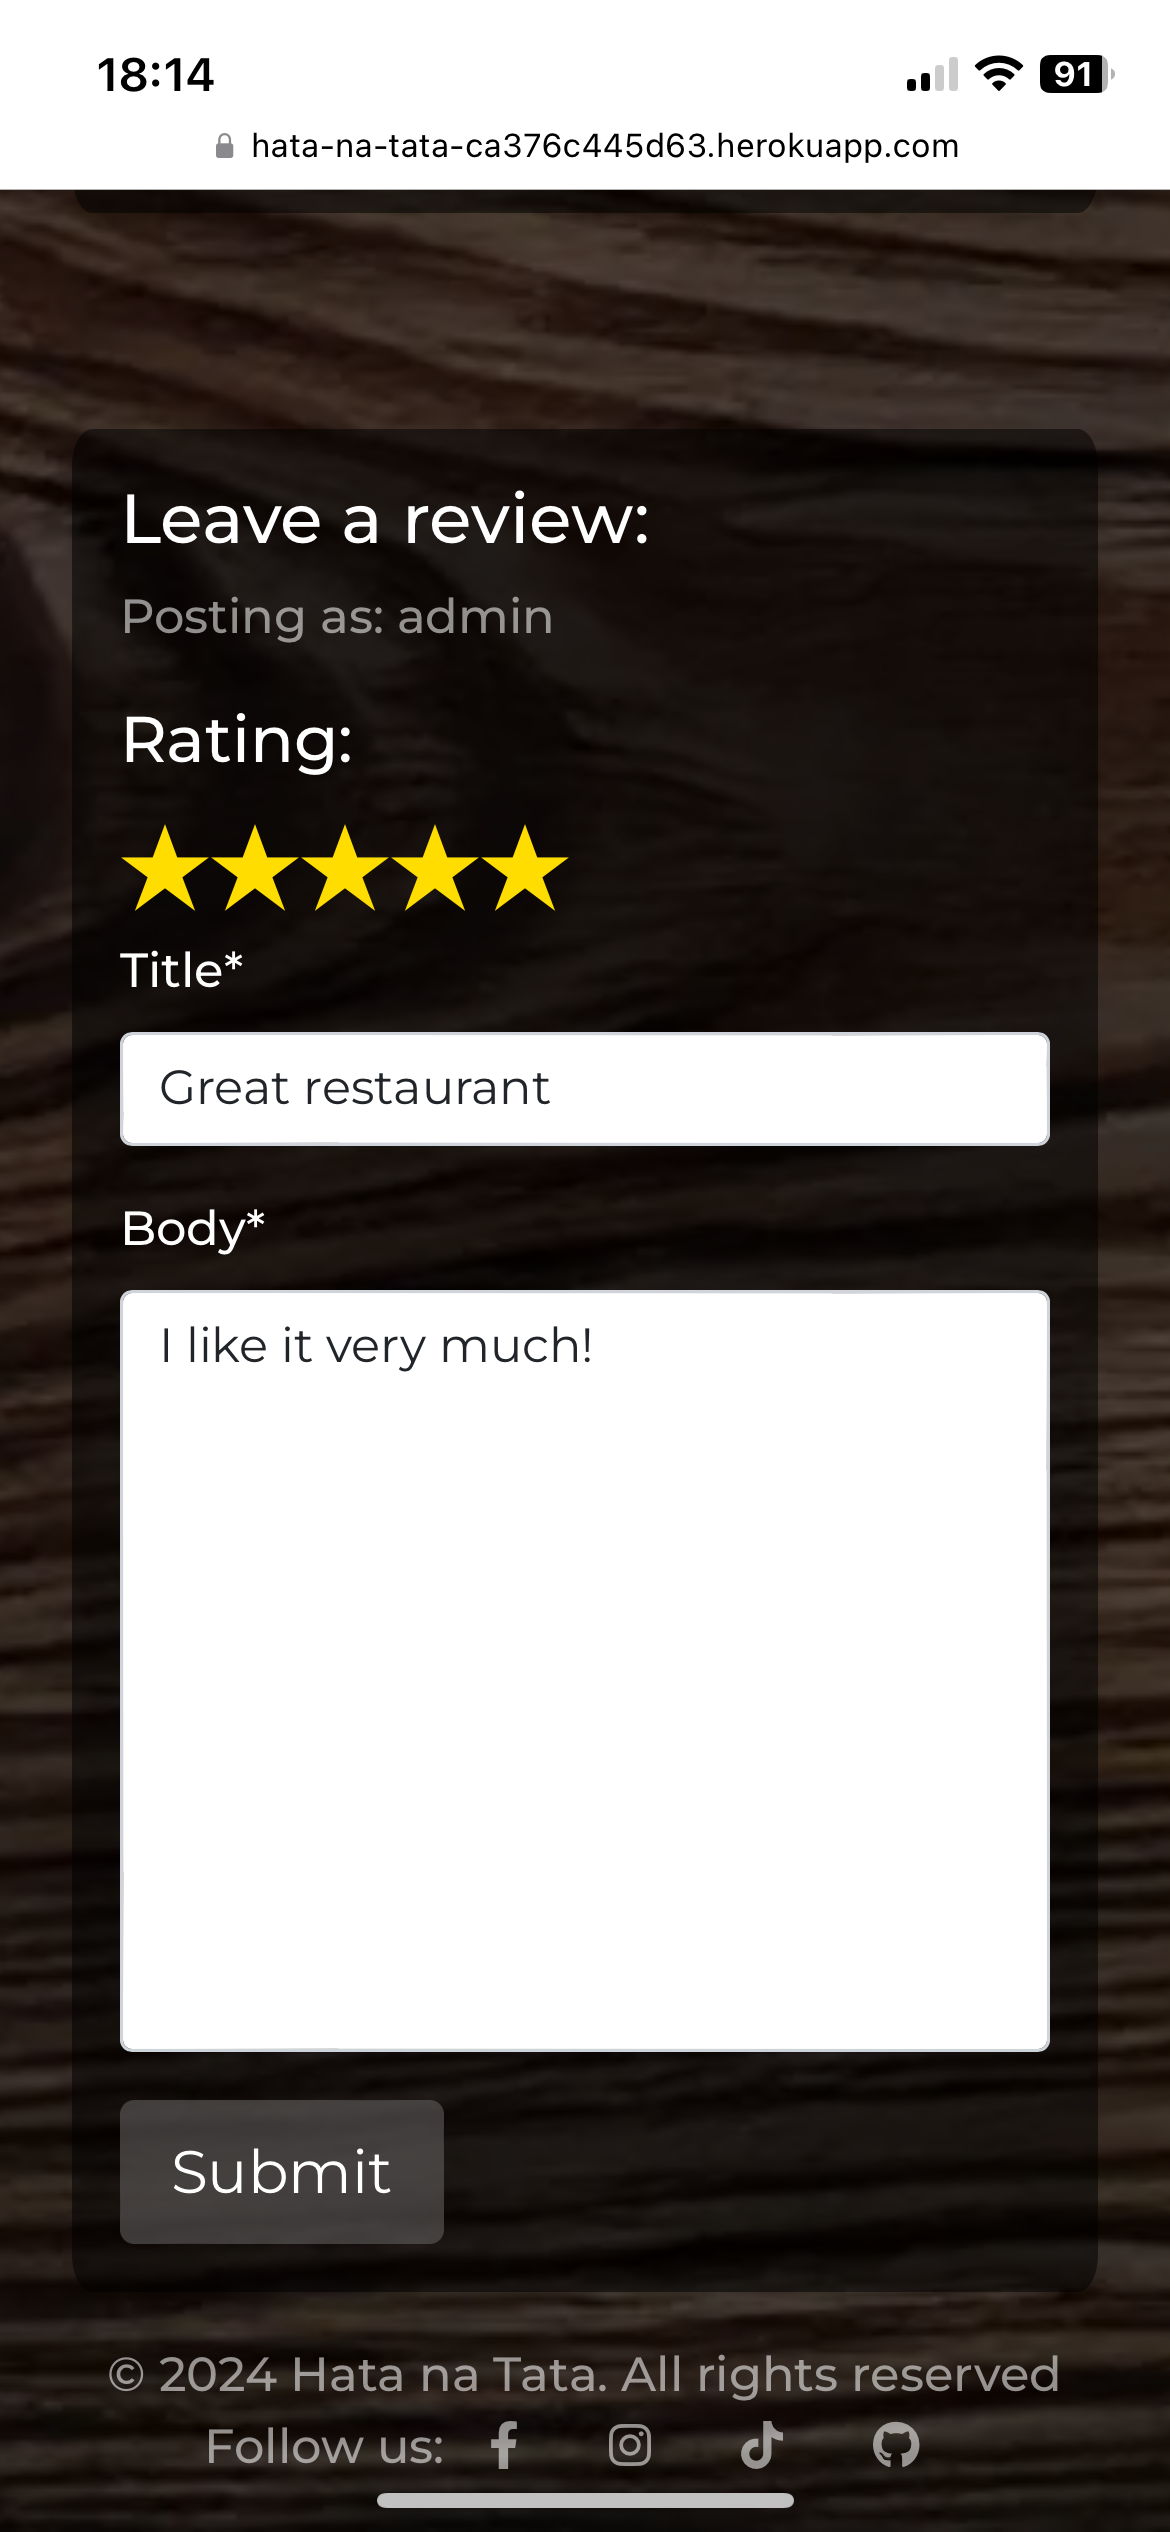 18:14
91
hata-na-tata-ca376c445d63.herokuapp.com
Leave a review:
Posting as: admin
Rating:
Title*
Great restaurant
Body*
I like it very much!
Submit
© 2024 Hata na Tata. All rights reserved
Follow us: